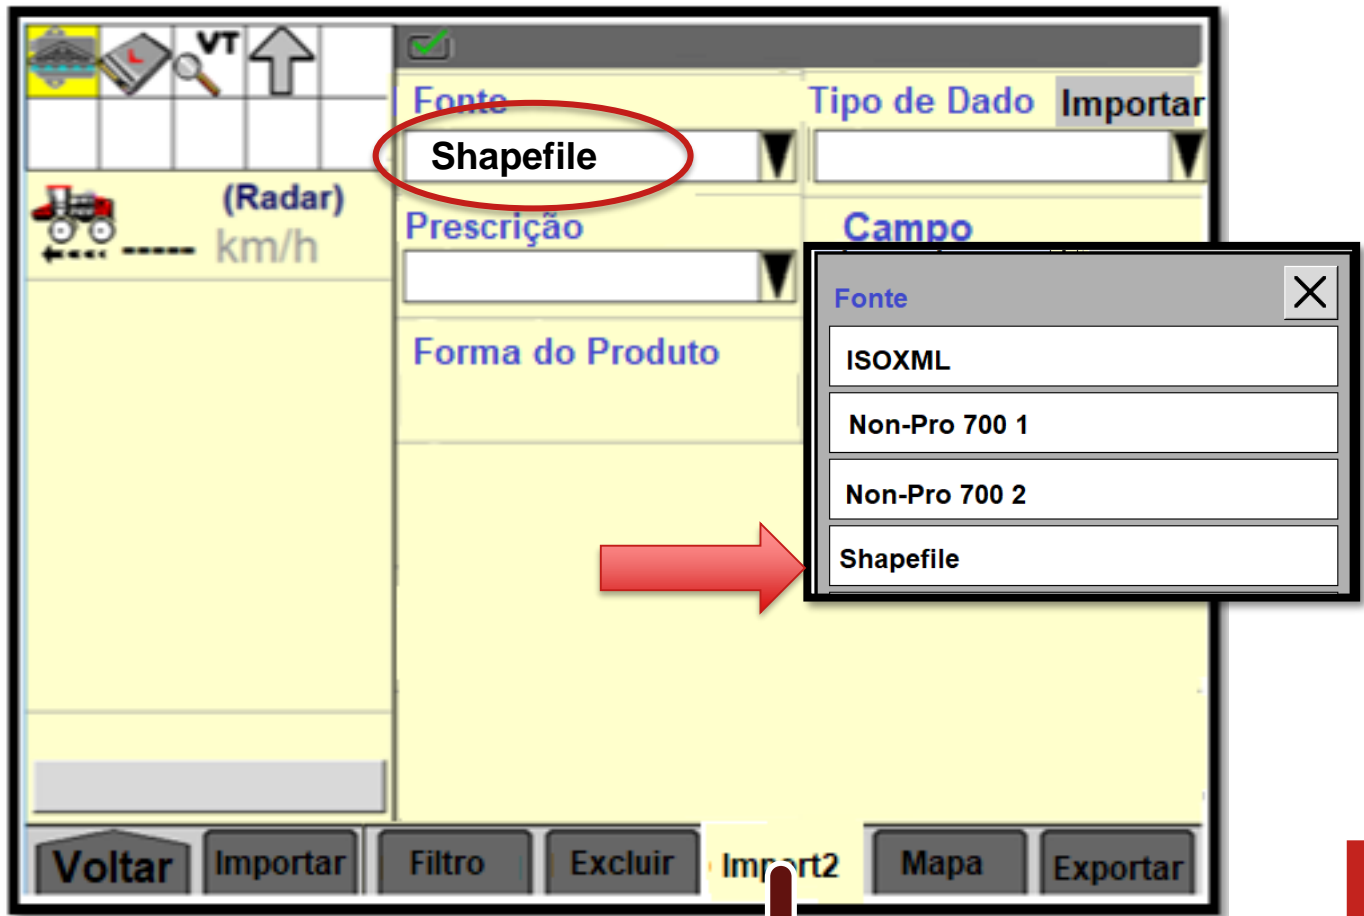 VT
L
Fonte
Tipo de Dado
Importar
Shapefile
(Radar)
----- km/h
Prescrição
Campo
Forma do Produto
Fonte
ISOXML
Non-Pro 700 1
Non-Pro 700 2
Shapefile
Voltar
Importar
Filtro
Excluir
Import2
Mapa
Exportar